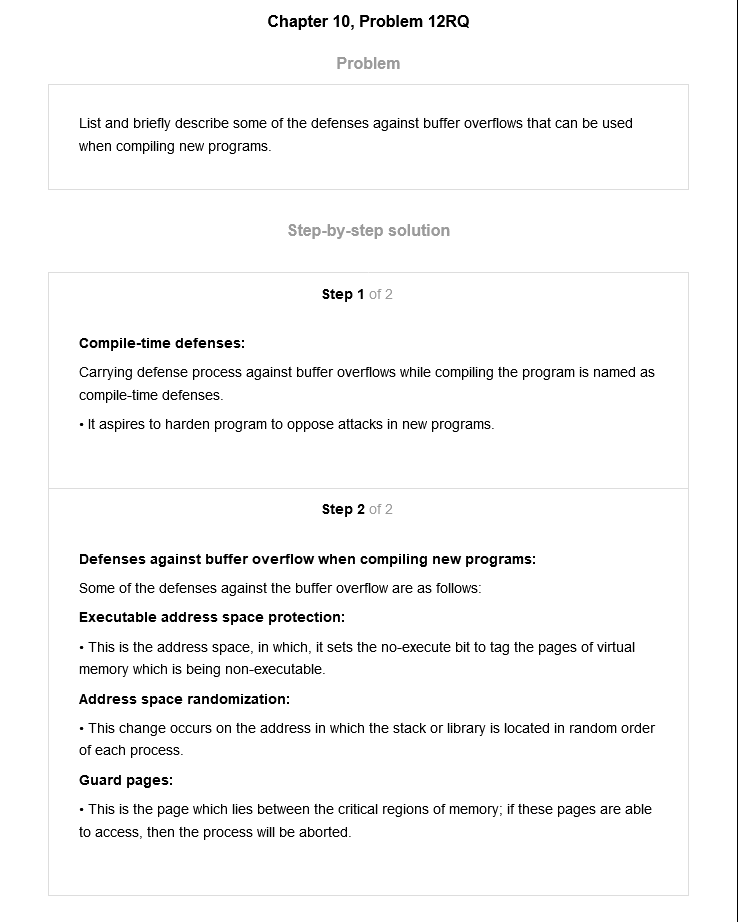 Chapter 10, Problem 12RQ
Problem
List and briefly describe some of the defenses against buffer overflows that can be used
when compiling new programs.
Step-by-step solution
Step 1 of 2
Compile-time defenses:
Carrying defense process against buffer overflows while compiling the program is named as
compile-time defenses.
• It aspires to harden program to oppose attacks in new programs.
Step 2 of 2
Defenses against buffer overflow when compiling new programs:
Some of the defenses against the buffer overflow are as follows:
Executable address space protection:
• This is the address space, in which, it sets the no-execute bit to tag the pages of virtual
memory which is being non-executable.
Address space randomization:
• This change occurs on the address in which the stack or library is located in random order
of each process.
Guard pages:
• This is the page which lies between the critical regions of memory; if these pages are able
to access, then the process will be aborted.